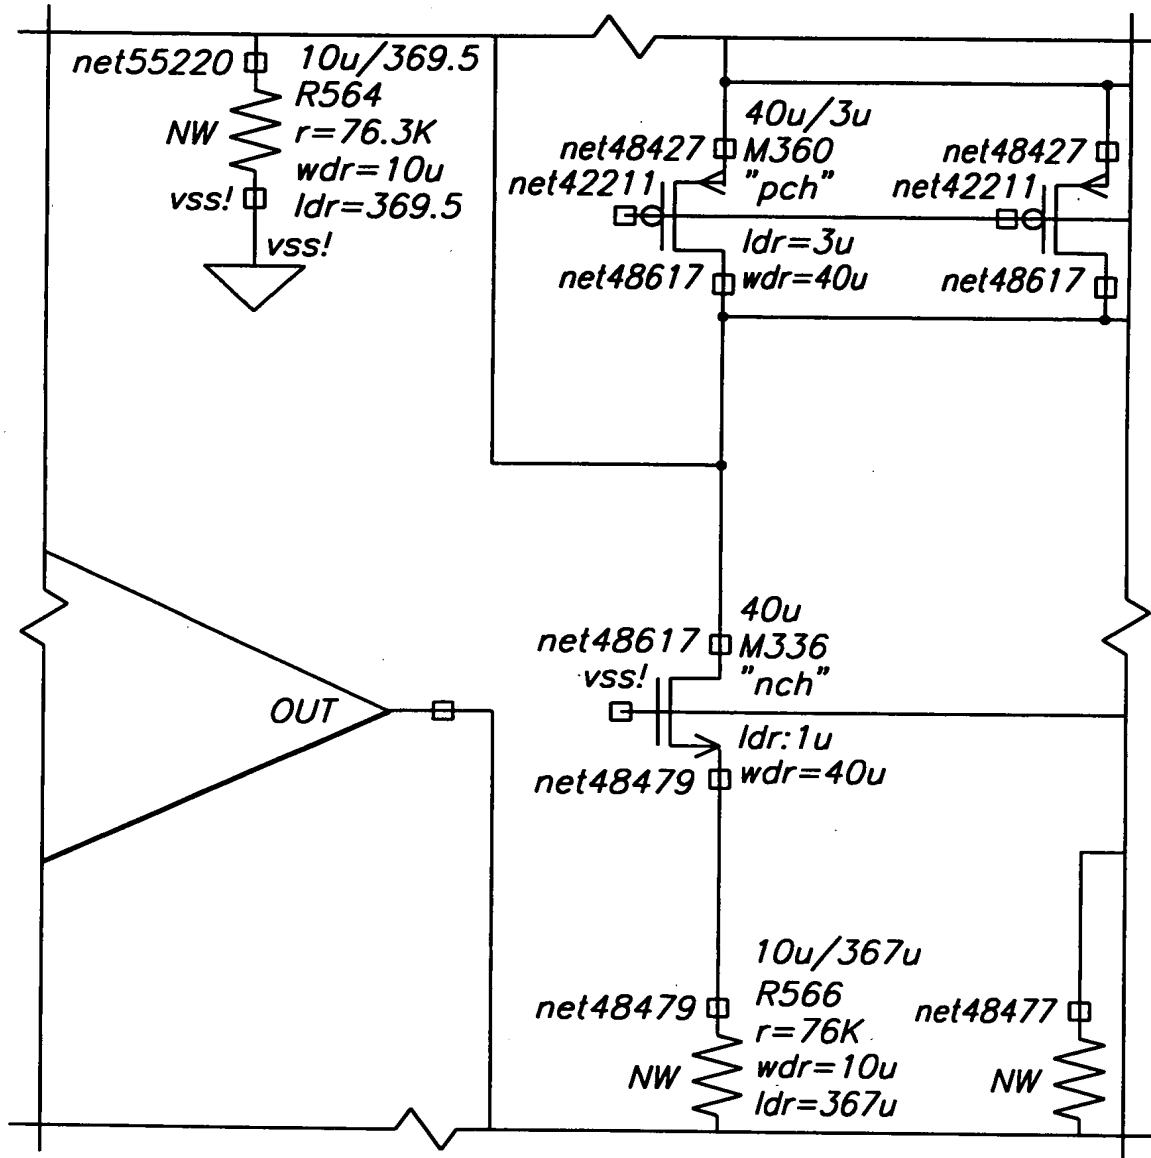 net55220
10u/369.5
R564
NW
r=76.3K
wdr=10u
vss!
ldr=369.5
vss!
40u/3u
net48427
M360
net42211
"pch"
ldr=3u
net48617
wdr=40u
net48427
net42211
net48617
40u
net48617
M336
vss!
"nch"
OUT
ldr:1u
net48479
wdr=40u
10u/367u
net48479
R566
r=76K
NW
wdr=10u
ldr=367u
net48477
NW